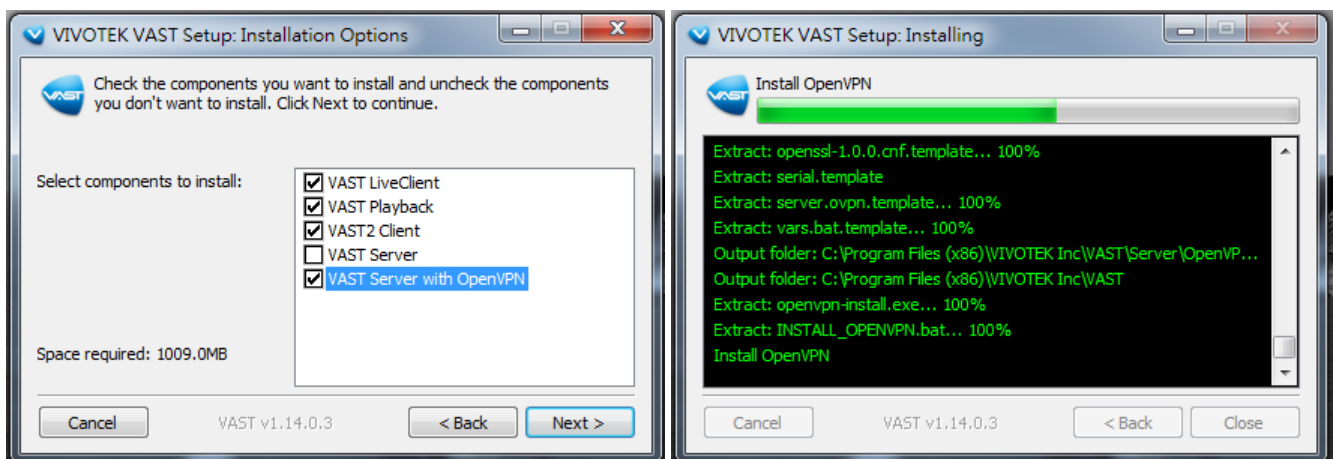 VIVOTEK VAST Setup: Installation Options
VAST
Check the components you want to install and uncheck the components
you don't want to install. Click Next to continue.
Select components to install:
VAST LiveClient
VAST Playback
VAST2 Client
VAST Server
VAST Server with OpenVPN
Space required: 1009.0MB
Cancel
VAST v1.14.0.3
< Back
Next >
VIVOTEK VAST Setup: Installing
VAST
Install OpenVPN
Extract: openssl-1.0.0.cnf.template... 100%
Extract: serial.template
Extract: server.ovpn.template... 100%
Extract: vars.bat.template... 100%
Output folder: C:\Program Files (x86)\VIVOTEK Inc\VAST\Server\OpenVP...
Output folder: C:\Program Files (x86)\VIVOTEK Inc\VAST
Extract: openvpn-install.exe... 100%
Extract: INSTALL_OPENVPN.bat... 100%
Install OpenVPN
Cancel
VAST v1.14.0.3
< Back
Close